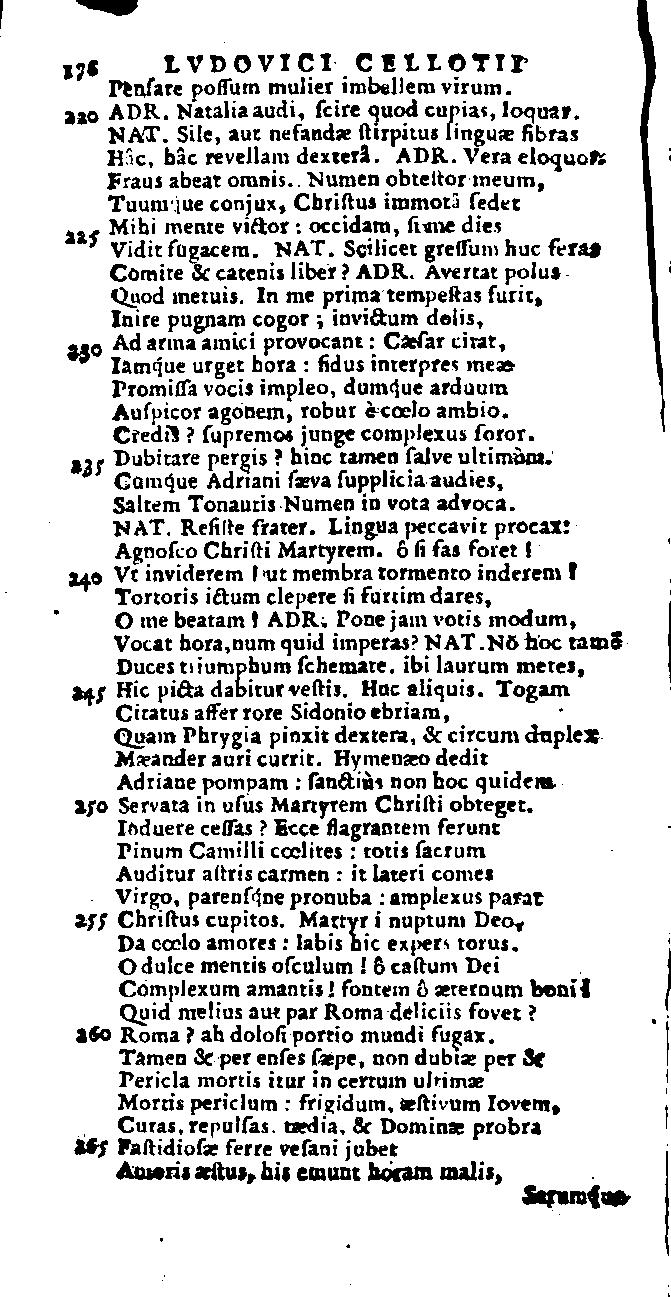 176 LVDOVICI CELLOTII
Pensare possum mulier imbellem virum.
220 ADR. Natalia audi, scire quod cupias, loquar.
NAT. Sile, aut nefandæ stirpitus linguæ fibras
Hâc, hâc revellam dexterâ. ADR. Vera eloquor:
Fraus abeat omnis. Numen obtestor meum,
Tuumque conjux, Christus immotâ sedet
225 Mihi mente victor : occidam, si me dies
Vidit fugacem. NAT. Scilicet gressum huc feras
Comite & catenis liber ? ADR. Avertat polus
Quod metuis. In me prima tempestas furit,
Inire pugnam cogor ; invictum delis,
230 Ad arma amici provocant : Cæsar citat,
Iamq́ue urget hora : fidus interpres meæ
Promissa vocis impleo, dumq́ue arduum
Auspicor agonem, robur è cœlo ambio.
Credis ? supremos junge complexus soror.
235 Dubitare pergis ? hinc tamen salve ultimùm.
Cumq́ue Adriani sæva supplicia audies,
Saltem Tonantis Numen in vota advoca.
NAT. Resiste frater. Lingua peccavit procax:
Agnosco Christi Martyrem. ô si fas foret !
240 Vt inviderem ! ut membra tormento inderem !
Tortoris ictum clepere si furtim dares,
O me beatam ! ADR. Pone jam votis modum,
Vocat hora, num quid imperas? NAT. Nō hoc tamē
Duces triumphum schemate. ibi laurum metes,
245 Hic picta dabitur vestis. Huc aliquis. Togam
Citatus affer rore Sidonio ebriam,
Quam Phrygia pinxit dextera, & circum duplex
Mæander auri currit. Hymenæo dedit
Adriane pompam : sanctiùs non hoc quidem
250 Servata in usus Martyrem Christi obteget.
Induere cessas ? Ecce flagrantem ferunt
Pinum Camilli cœlites : totis sacrum
Auditur astris carmen : it lateri comes
Virgo, parensq́ne pronuba : amplexus parat
255 Christus cupitos. Martyr i nuptum Deo,
Da cœlo amores : labis hic expers torus.
O dulce mentis osculum ! ô castum Dei
Complexum amantis ! fontem ô æternum boni !
Quid melius aut par Roma deliciis fovet ?
260 Roma ? ah dolosi portio mundi fugax.
Tamen & per enses sæpe, non dubiæ per &
Pericla mortis itur in certum ultimæ
Mortis periclum : frigidum, æstivum Iovem,
Curas, repulsas. tædia, & Dominæ probra
265 Fastidiosæ ferre vesani jubet
Amoris æstus, his emunt horam malis,
Serumq́ue